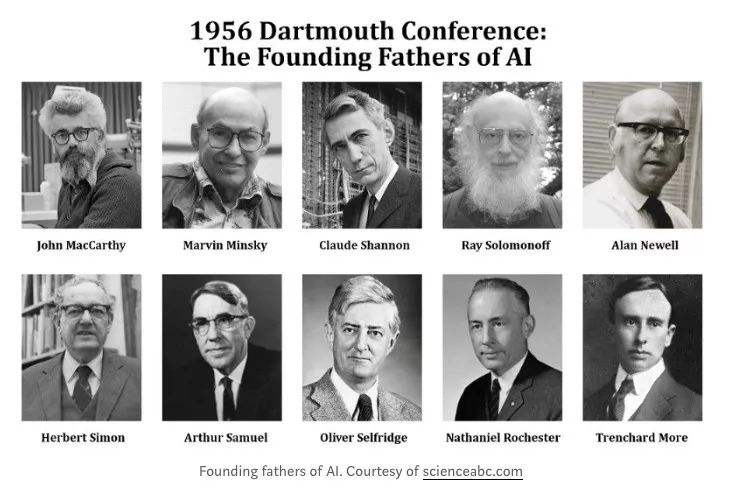 1956 Dartmouth Conference:
The Founding Fathers of AI
John MacCarthy
Marvin Minsky
Claude Shannon
Ray Solomonoff
Alan Newell
Herbert Simon
Arthur Samuel
Oliver Selfridge
Nathaniel Rochester
Trenchard More
Founding fathers of AI. Courtesy of scienceabc.com